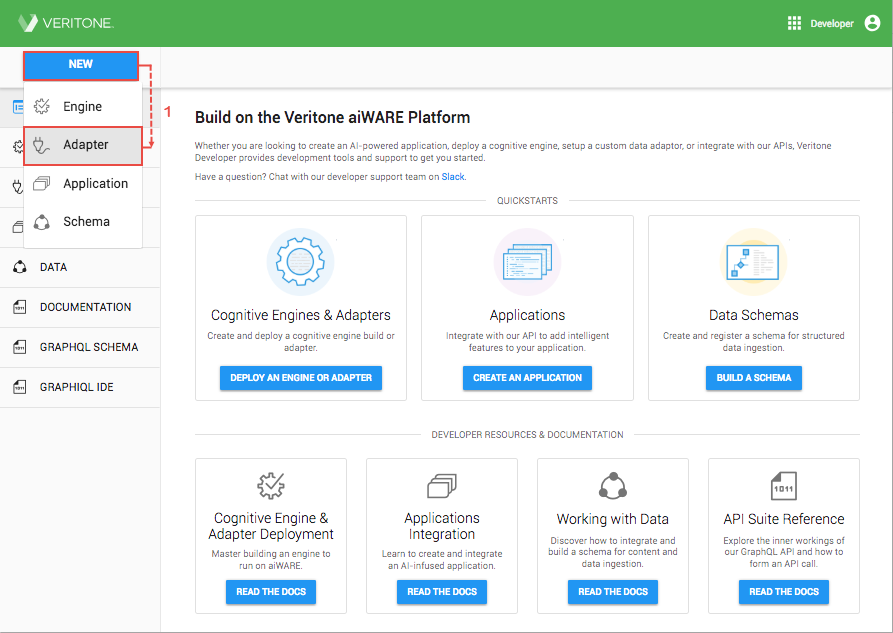 VERITONE
Developer
NEW
Engine
1
Adapter
Application
Schema
DATA
DOCUMENTATION
GRAPHQL SCHEMA
GRAPHIQL IDE
Build on the Veritone aiWARE Platform
Whether you are looking to create an AI-powered application, deploy a cognitive engine, setup a custom data adaptor, or integrate with our APIs, Veritone
Developer provides development tools and support to get you started.
Have a question? Chat with our developer support team on Slack.
QUICKSTARTS
Cognitive Engines & Adapters
Create and deploy a cognitive engine build or
adapter.
DEPLOY AN ENGINE OR ADAPTER
Applications
Integrate with our API to add intelligent
features to your application.
CREATE AN APPLICATION
Data Schemas
Create and register a schema for structured
data ingestion.
BUILD A SCHEMA
DEVELOPER RESOURCES & DOCUMENTATION
Cognitive Engine &
Adapter Deployment
Master building an engine to
run on aiWARE.
READ THE DOCS
Applications
Integration
Learn to create and integrate
an AI-infused application.
READ THE DOCS
Working with Data
Discover how to integrate and
build a schema for content and
data ingestion.
READ THE DOCS
1011
API Suite Reference
Explore the inner workings of
our GraphQL API and how to
form an API call.
READ THE DOCS